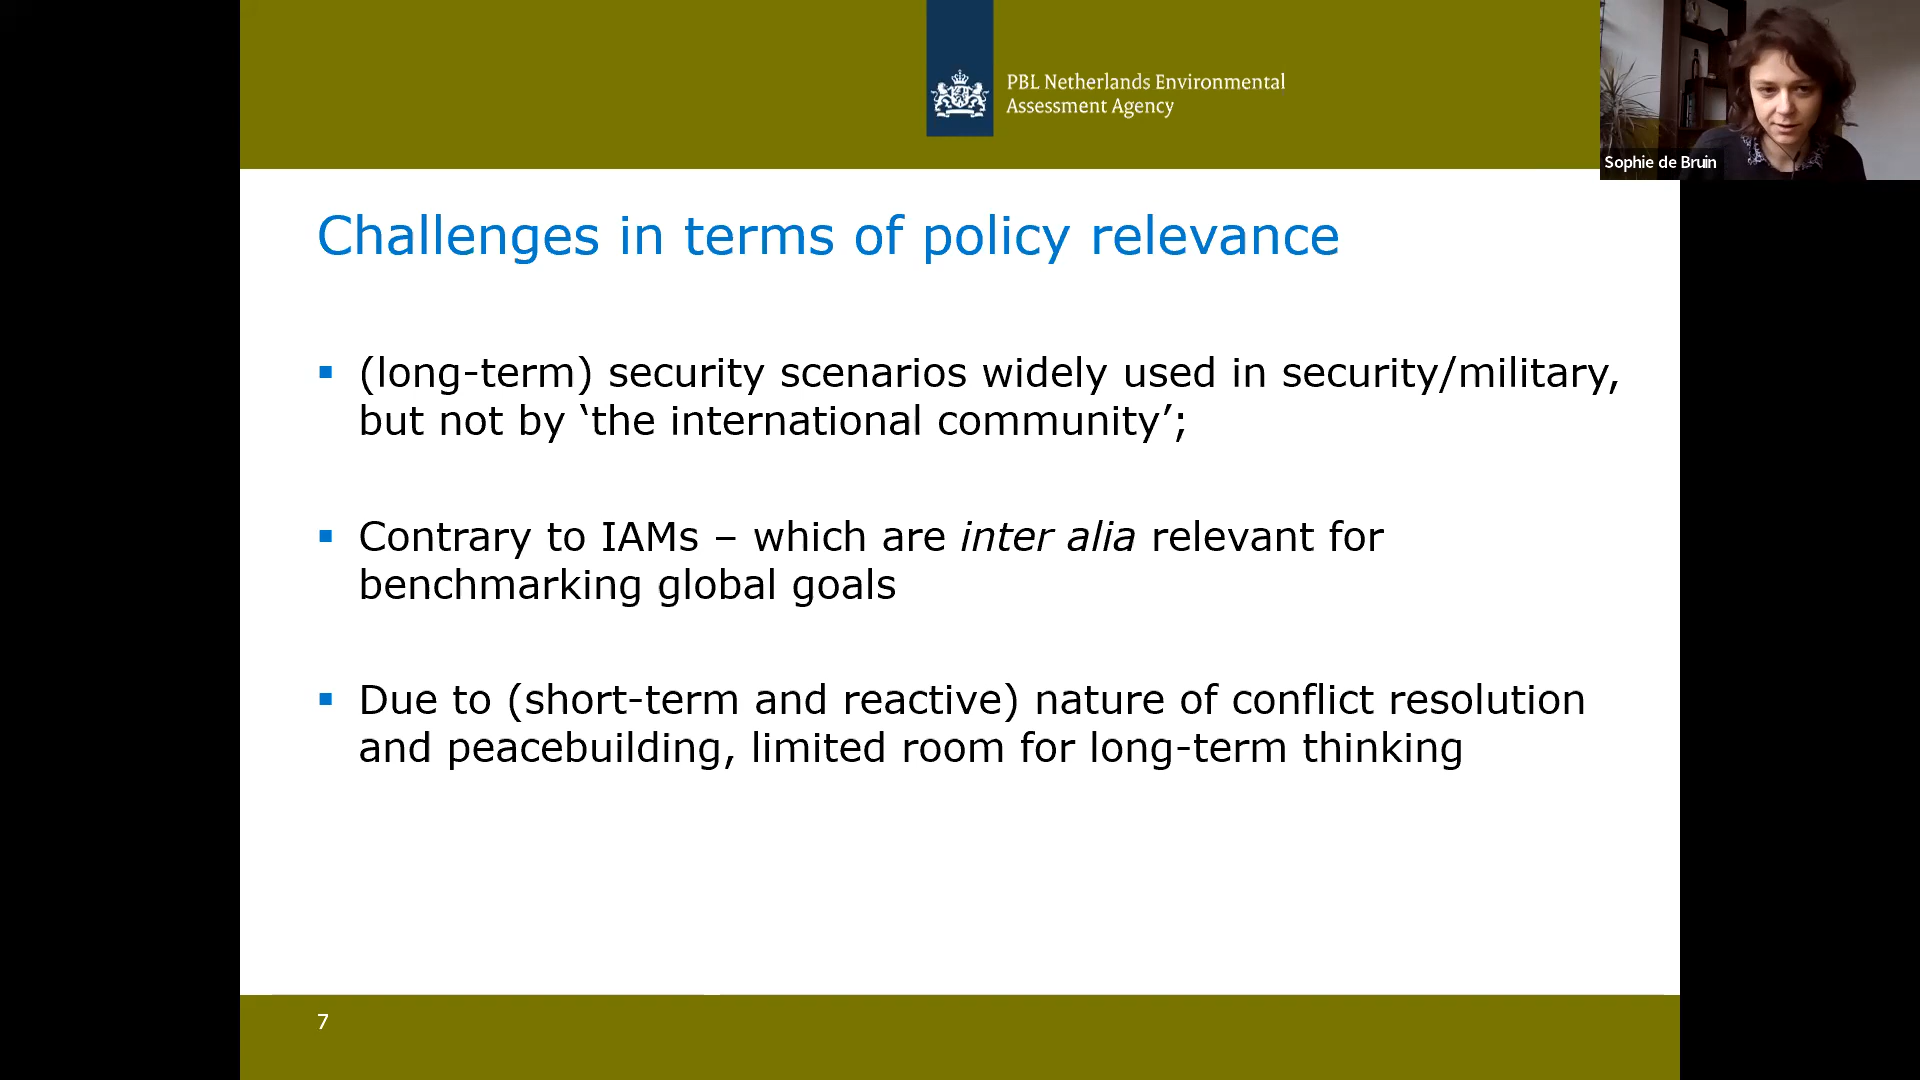 PBL Netherlands Environmental
Assessment Agency
Sophie de Bruin
Challenges in terms of policy relevance
(long-term) security scenarios widely used in security/military,
but not by ‘the international community’;
Contrary to IAMs – which are inter alia relevant for
benchmarking global goals
Due to (short-term and reactive) nature of conflict resolution
and peacebuilding, limited room for long-term thinking
7